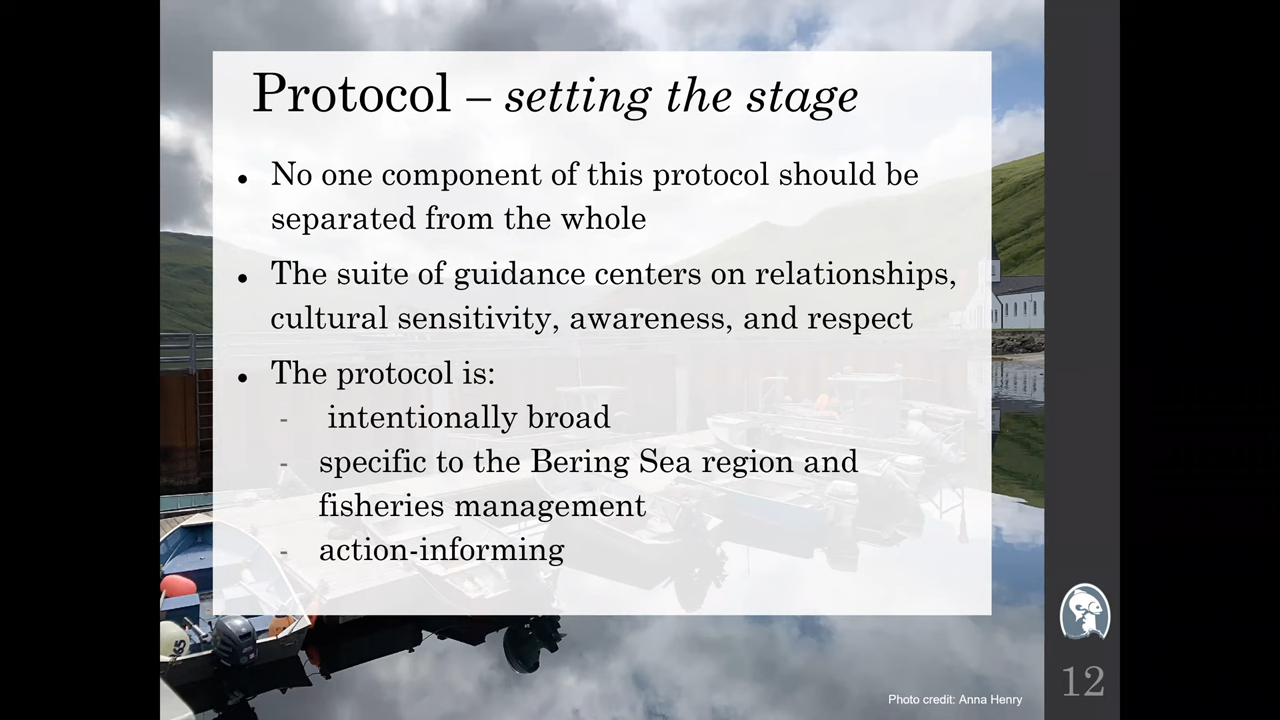 Protocol – setting the stage
• No one component of this protocol should be
separated from the whole
• The suite of guidance centers on relationships,
cultural sensitivity, awareness, and respect
• The protocol is:
- intentionally broad
- specific to the Bering Sea region and
fisheries management
- action-informing
12
Photo credit: Anna Henry